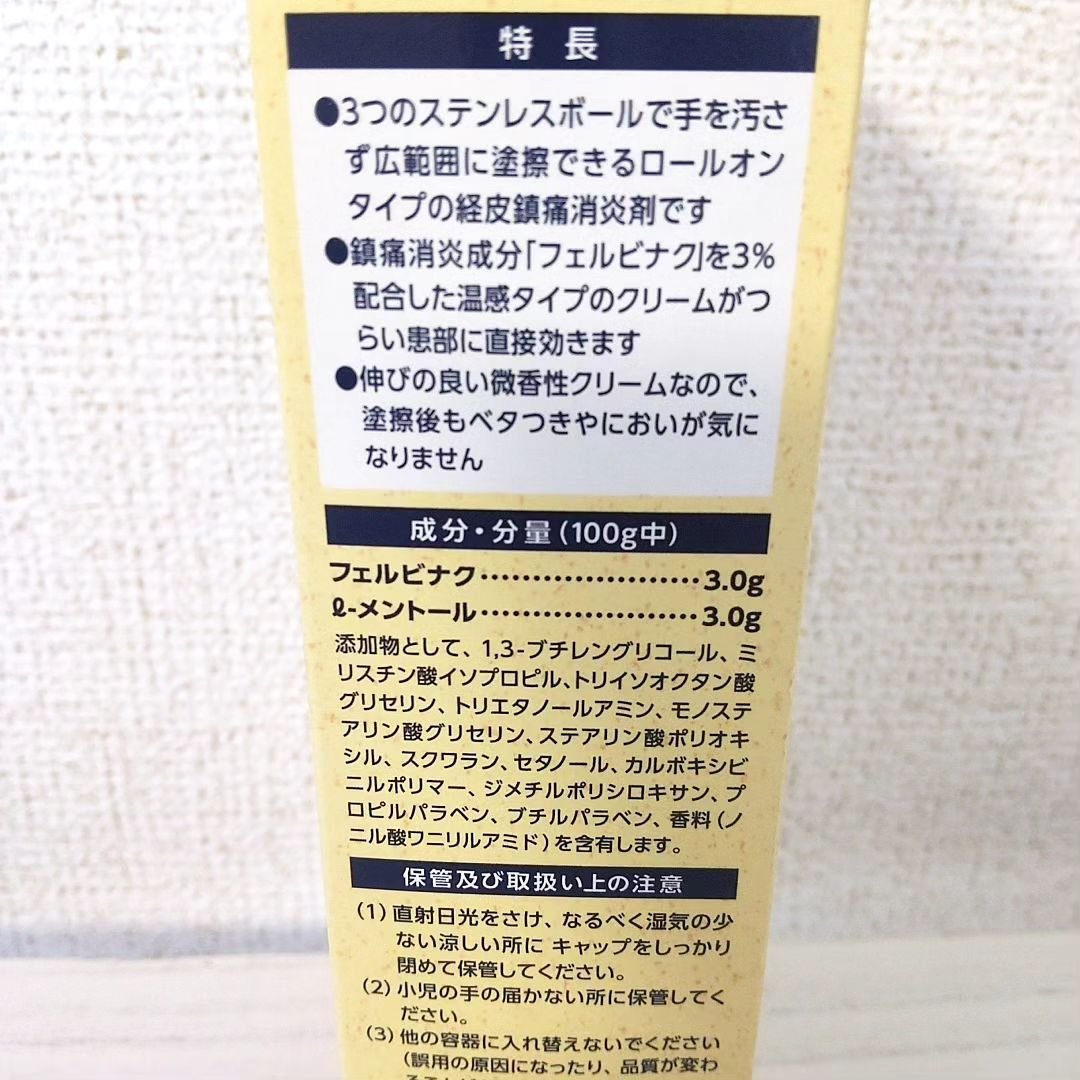 特長
●3つのステンレスボールで手を汚さ
ず広範囲に塗擦できるロールオン
タイプの経皮鎮痛消炎剤です
●鎮痛消炎成分「フェルビナク」を3%
配合した温感タイプのクリームがつ
らい患部に直接効きます
●伸びの良い微香性クリームなので、
塗擦後もベタつきやにおいが気に
なりません
成分・分量(100g中)
フェルビナク……………………3.0g
ℓ-メントール……………………3.0g
添加物として、1,3-ブチレングリコール、ミ
リスチン酸イソプロピル、トリイソオクタン酸
グリセリン、トリエタノールアミン、モノステ
アリン酸グリセリン、ステアリン酸ポリオキ
シル、スクワラン、セタノール、カルボキシビ
ニルポリマー、ジメチルポリシロキサン、プ
ロピルパラベン、ブチルパラベン、香料(ノ
ニル酸ワニリルアミド)を含有します。
保管及び取扱い上の注意
(1)直射日光をさけ、なるべく湿気の少
ない涼しい所に キャップをしっかり
閉めて保管してください。
(2)小児の手の届かない所に保管してく
ださい。
(3)他の容器に入れ替えないでください
(誤用の原因になったり、品質が変わ